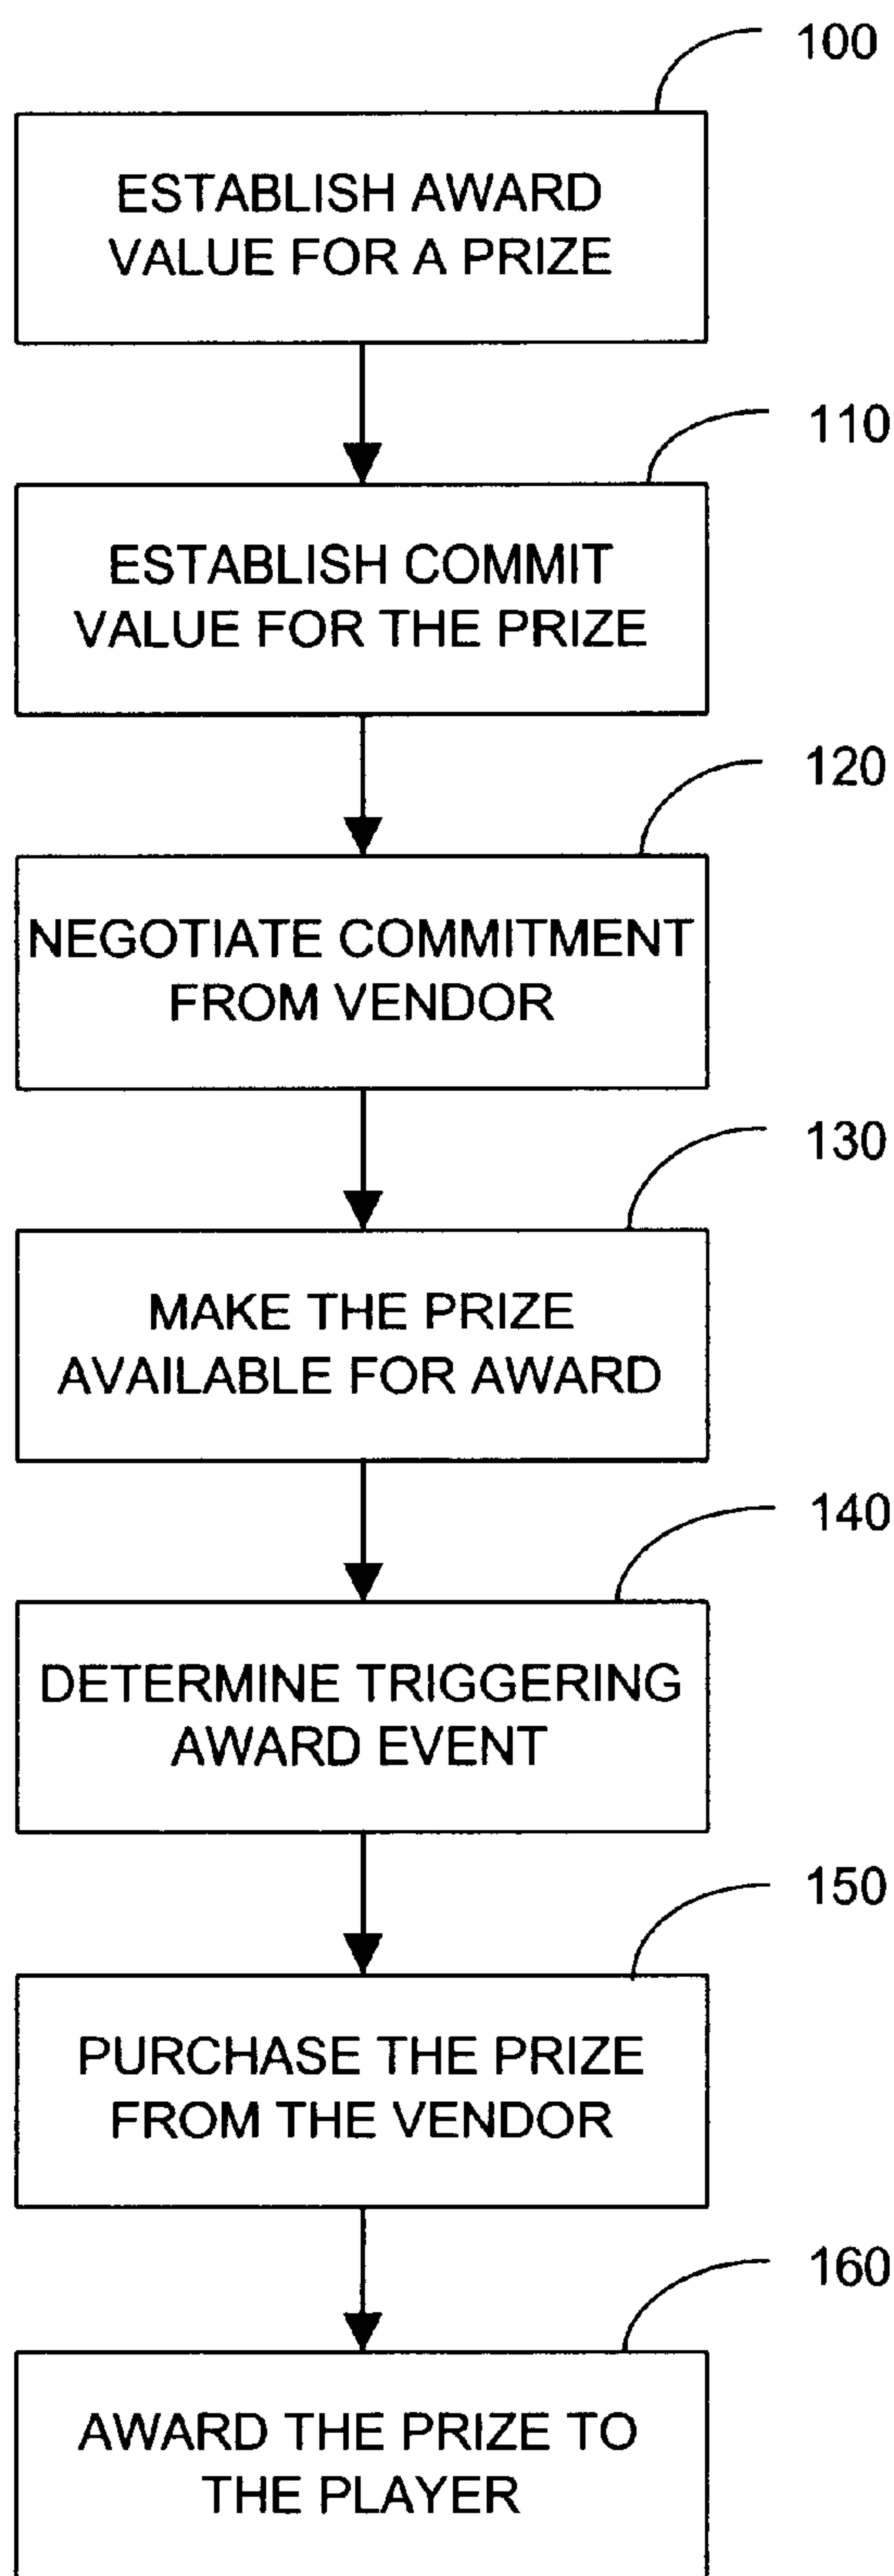 100
ESTABLISH AWARD
VALUE FOR A PRIZE
110
ESTABLISH COMMIT
VALUE FOR THE PRIZE
120
NEGOTIATE COMMITMENT
FROM VENDOR
130
MAKE THE PRIZE
AVAILABLE FOR AWARD
140
DETERMINE TRIGGERING
AWARD EVENT
150
PURCHASE THE PRIZE
FROM THE VENDOR
160
AWARD THE PRIZE TO
THE PLAYER